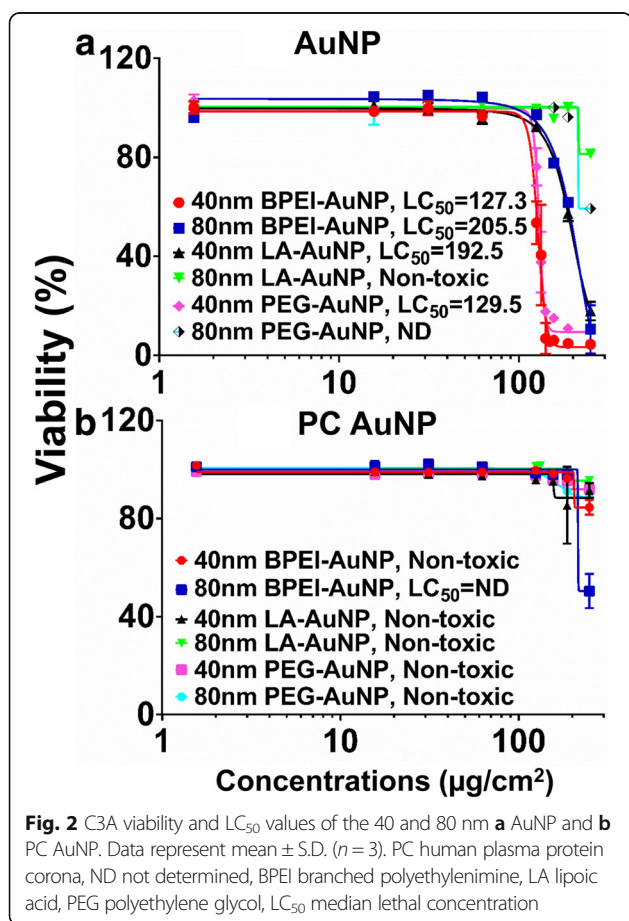 a
AuNP
120
80
40
0
1
10
100
40nm BPEI-AuNP, LC50=127.3
80nm BPEI-AuNP, LC50=205.5
40nm LA-AuNP, LC50=192.5
80nm LA-AuNP, Non-toxic
40nm PEG-AuNP, LC50=129.5
80nm PEG-AuNP, ND
Viability (%)
b
PC AuNP
120
80
40
0
1
10
100
40nm BPEI-AuNP, Non-toxic
80nm BPEI-AuNP, LC50=ND
40nm LA-AuNP, Non-toxic
80nm LA-AuNP, Non-toxic
40nm PEG-AuNP, Non-toxic
80nm PEG-AuNP, Non-toxic
Concentrations (µg/cm²)
Fig. 2 C3A viability and LC50 values of the 40 and 80 nm a AuNP and b
PC AuNP. Data represent mean ± S.D. (n = 3). PC human plasma protein
corona, ND not determined, BPEI branched polyethylenimine, LA lipoic
acid, PEG polyethylene glycol, LC50 median lethal concentration